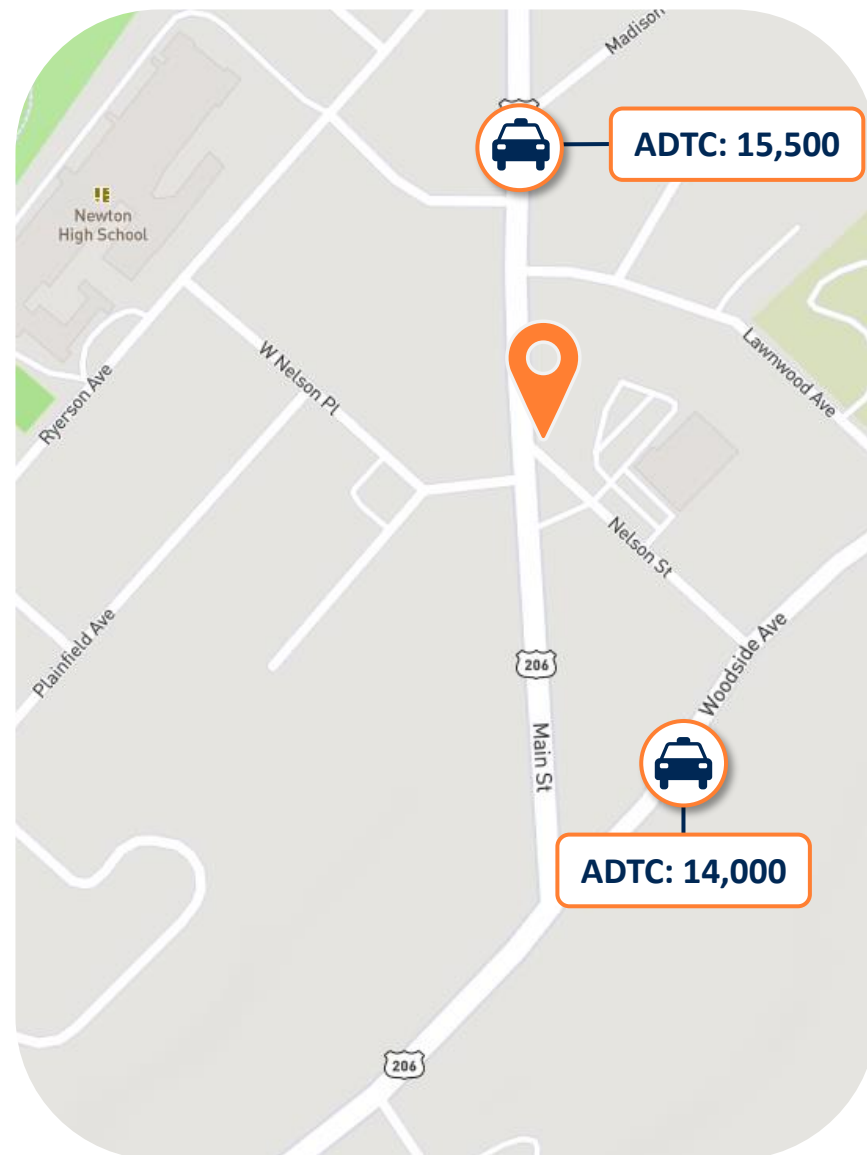 Madison
ADTC: 15,500
Newton
High School
W Nelson Pl
Lawnwood Ave
Ryerson Ave
Nelson St
Plainfield Ave
206
Woodside Ave
Main St
ADTC: 14,000
206